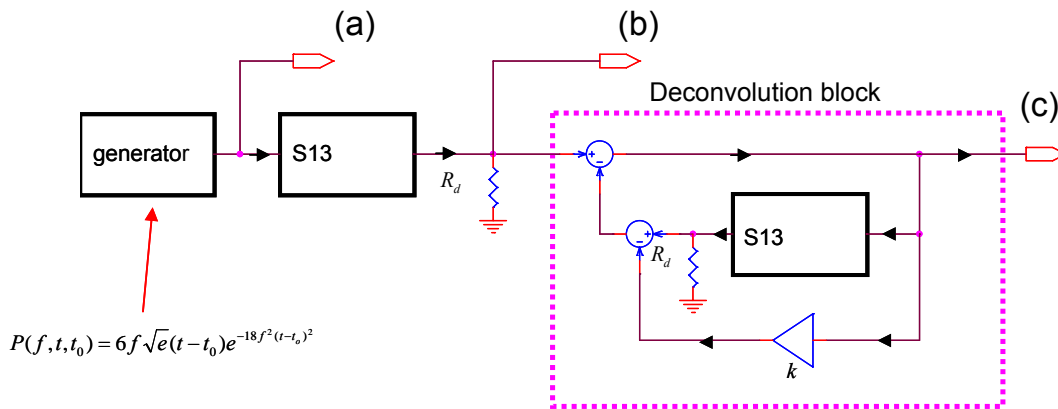 (a)
(b)
Deconvolution block
(c)
generator
S13
R_d
S13
R_d
k
P(f,t,t_0) = 6f√e(t−t_0)e^{−18f^2(t−t_o)^2}
+
-
+
-